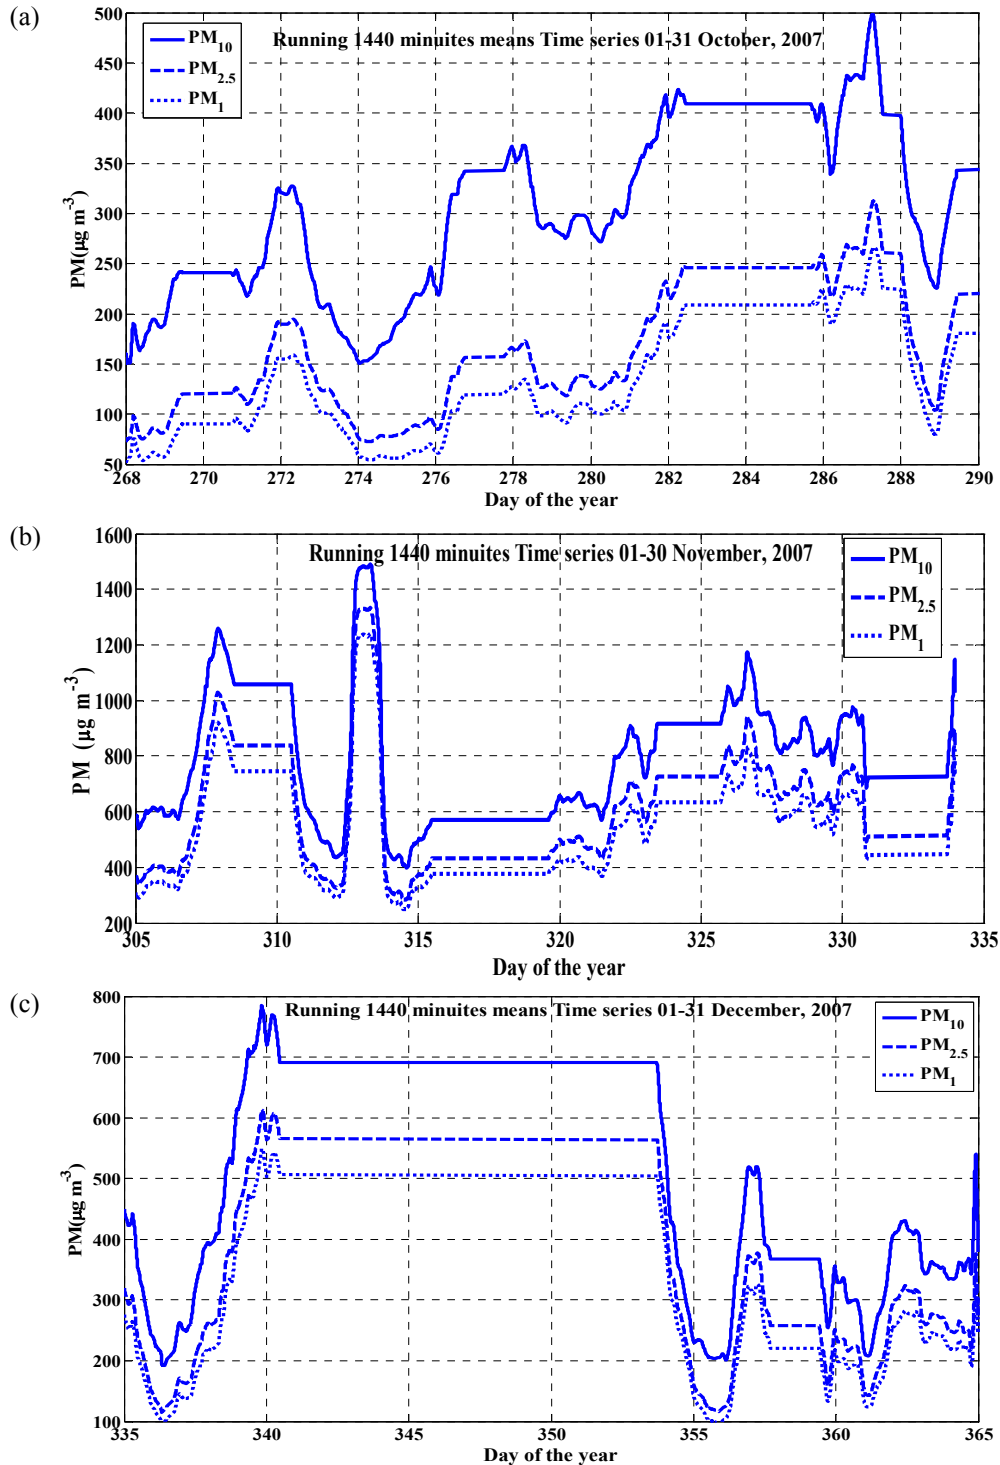 (a)
Running 1440 minuites means Time series 01-31 October, 2007
PM10
PM2.5
PM1
PM(µg m-3)
500
450
400
350
300
250
200
150
100
50
268 270 272 274 276 278 280 282 284 286 288 290
Day of the year
(b)
Running 1440 minuites Time series 01-30 November, 2007
PM10
PM2.5
PM1
PM (µg m-3)
1600
1400
1200
1000
800
600
400
200
305 310 315 320 325 330 335
Day of the year
(c)
Running 1440 minuites means Time series 01-31 December, 2007
PM10
PM2.5
PM1
PM(µg m-3)
800
700
600
500
400
300
200
100
335 340 345 350 355 360 365
Day of the year